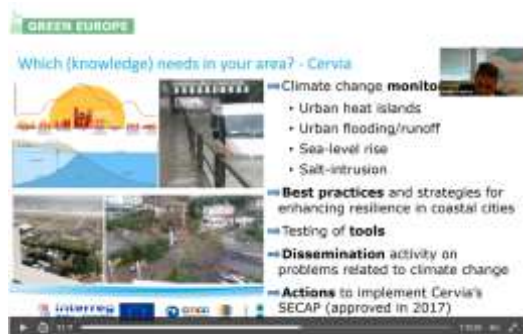 GREEN EUROPE
Which (knowledge) needs in your area? - Cervia
Climate change
• Urban heat islands
• Urban flooding/runoff
• Sea-level rise
• Salt-intrusion
Best practices and strategies for
enhancing resilience in coastal cities
Testing of tools
Dissemination activity on
problems related to climate change
Actions to implement Cervia's
SECAP (approved in 2017)
interreg